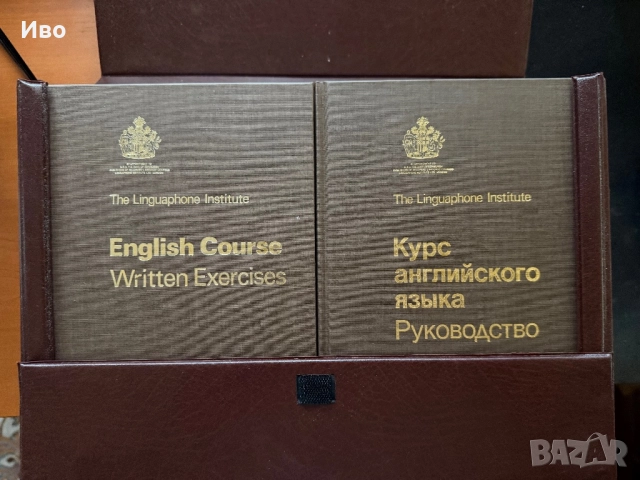 Иво
The Linguaphone Institute
English Course
Written Exercises
The Linguaphone Institute
Курс
английского
языка
Руководство
BAZAR